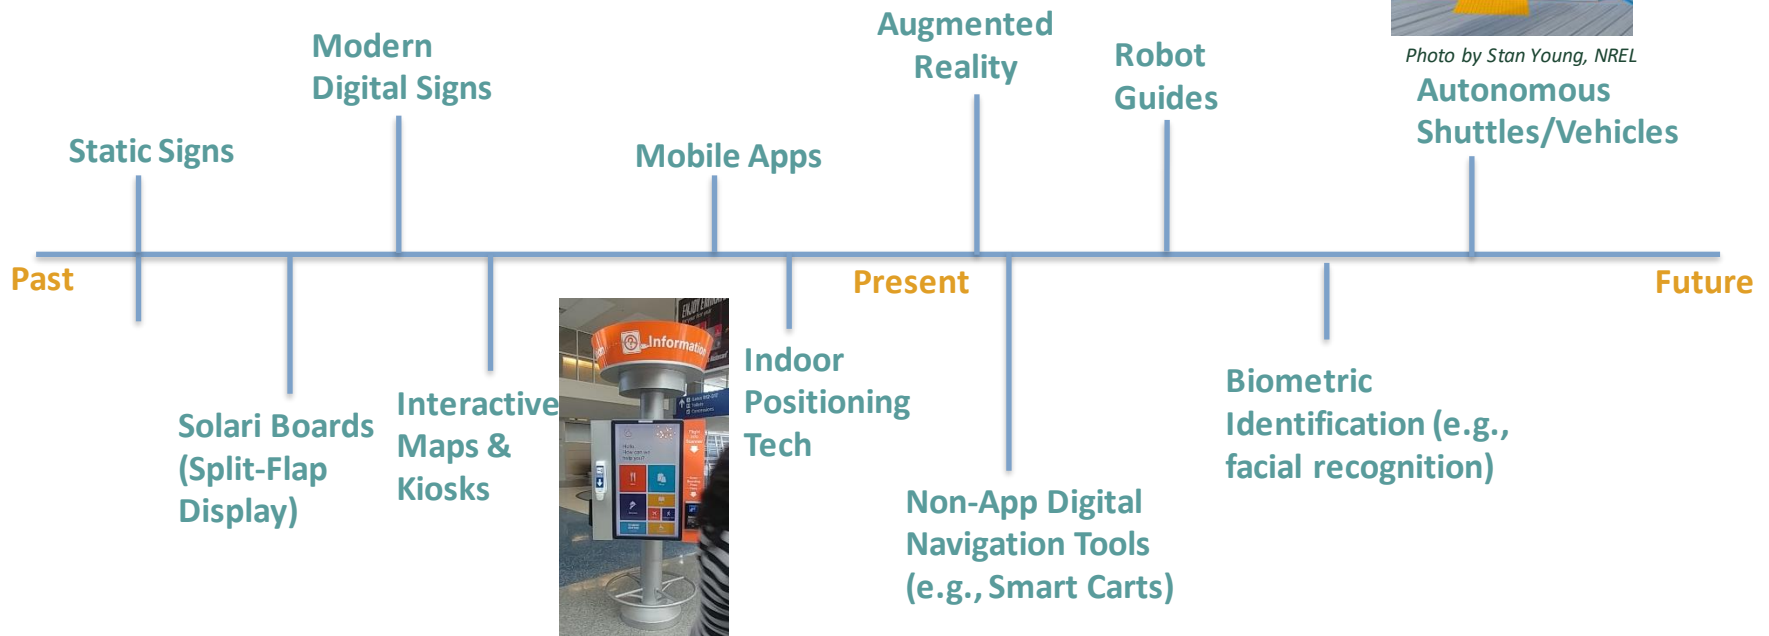 Augmented
Reality
Modern
Digital Signs
Robot
Guides
Photo by Stan Young, NREL
Autonomous
Shuttles/Vehicles
Static Signs
Mobile Apps
Past
Present
Future
Solari Boards
(Split-Flap
Display)
Interactive
Maps &
Kiosks
Information
Indoor
Positioning
Tech
Non-App Digital
Navigation Tools
(e.g., Smart Carts)
Biometric
Identification (e.g.,
facial recognition)